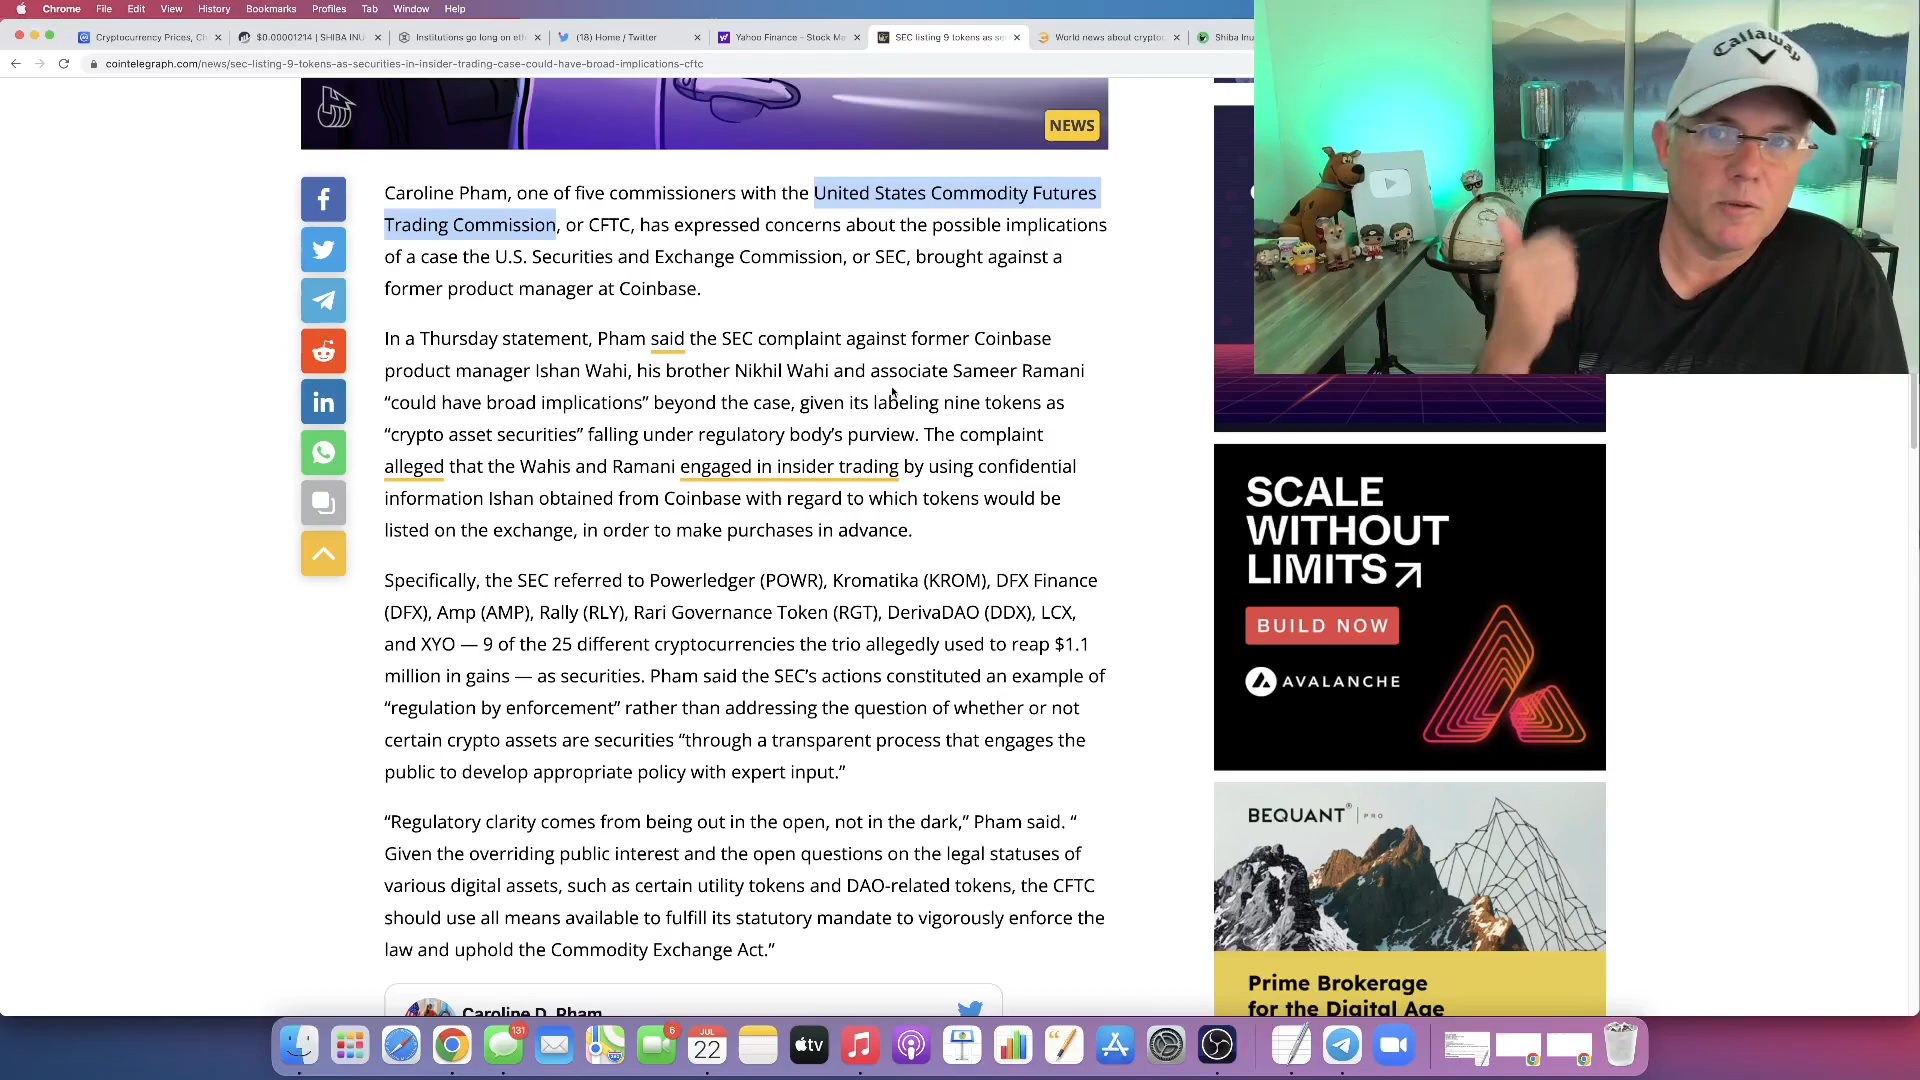 Chrome File Edit View History Bookmarks Profiles Tab Window Help
Cryptocurrency Prices, Ch
$0.00001214 | SHIBA INU
Institutions go long on eth
(18) Home / Twitter
Yahoo Finance - Stock Ma
SEC listing 9 tokens as se
World news about cryptoc
Shiba Inu
cointelegraph.com/news/sec-listing-9-tokens-as-securities-in-insider-trading-case-could-have-broad-implications-cftc
Callaway
NEWS
Caroline Pham, one of five commissioners with the United States Commodity Futures
Trading Commission, or CFTC, has expressed concerns about the possible implications
of a case the U.S. Securities and Exchange Commission, or SEC, brought against a
former product manager at Coinbase.
In a Thursday statement, Pham said the SEC complaint against former Coinbase
product manager Ishan Wahi, his brother Nikhil Wahi and associate Sameer Ramani
“could have broad implications” beyond the case, given its labeling nine tokens as
“crypto asset securities” falling under regulatory body’s purview. The complaint
alleged that the Wahis and Ramani engaged in insider trading by using confidential
information Ishan obtained from Coinbase with regard to which tokens would be
listed on the exchange, in order to make purchases in advance.
Specifically, the SEC referred to Powerledger (POWR), Kromatika (KROM), DFX Finance
(DFX), Amp (AMP), Rally (RLY), Rari Governance Token (RGT), DerivaDAO (DDX), LCX,
and XYO — 9 of the 25 different cryptocurrencies the trio allegedly used to reap $1.1
million in gains — as securities. Pham said the SEC’s actions constituted an example of
“regulation by enforcement” rather than addressing the question of whether or not
certain crypto assets are securities “through a transparent process that engages the
public to develop appropriate policy with expert input.”
“Regulatory clarity comes from being out in the open, not in the dark,” Pham said. “
Given the overriding public interest and the open questions on the legal statuses of
various digital assets, such as certain utility tokens and DAO-related tokens, the CFTC
should use all means available to fulfill its statutory mandate to vigorously enforce the
law and uphold the Commodity Exchange Act.”
Caroline D. Pham
SCALE
WITHOUT
LIMITS
BUILD NOW
AVALANCHE
BEQUANT® | PRO
Prime Brokerage
for the Digital Age
131
6
JUL
22
tv